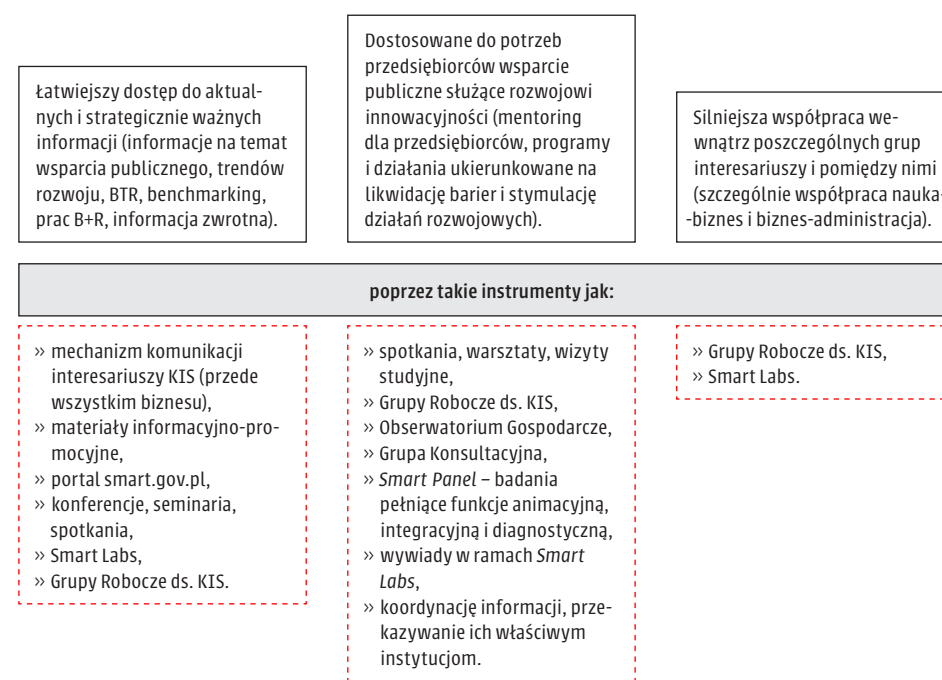 Łatwiejszy dostęp do aktual-
nych i strategicznie ważnych
informacji (informacje na temat
wsparcia publicznego, trendów
rozwoju, BTR, benchmarking,
prac B+R, informacja zwrotna).
Dostosowane do potrzeb
przedsiębiorców wsparcie
publiczne służące rozwojowi
innowacyjności (mentoring
dla przedsiębiorców, programy
i działania ukierunkowane na
likwidację barier i stymulację
działań rozwojowych).
Silniejsza współpraca we-
wnątrz poszczególnych grup
interesariuszy i pomiędzy nimi
(szczególnie współpraca nauka-
-biznes i biznes-administracja).
poprzez takie instrumenty jak:
» mechanizm komunikacji
interesariuszy KIS (przede
wszystkim biznesu),
» materiały informacyjno-pro-
mocyjne,
» portal smart.gov.pl,
» konferencje, seminaria,
spotkania,
» Smart Labs,
» Grupy Robocze ds. KIS.
» spotkania, warsztaty, wizyty
studyjne,
» Grupy Robocze ds. KIS,
» Obserwatorium Gospodarcze,
» Grupa Konsultacyjna,
» Smart Panel – badania
pełniące funkcje animacyjną,
integracyjną i diagnostyczną,
» wywiady w ramach Smart
Labs,
» koordynację informacji, prze-
kazywanie ich właściwym
instytucjom.
» Grupy Robocze ds. KIS,
» Smart Labs.